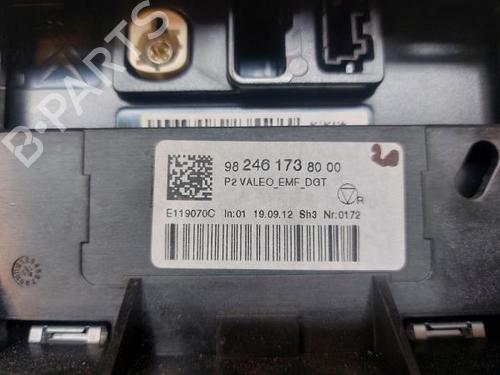 B-PARTS
98 246 173 80 00
P2 VALEO_EMF_DGT
R
E119070C In:01 19.09.12 Sh3 Nr:0172